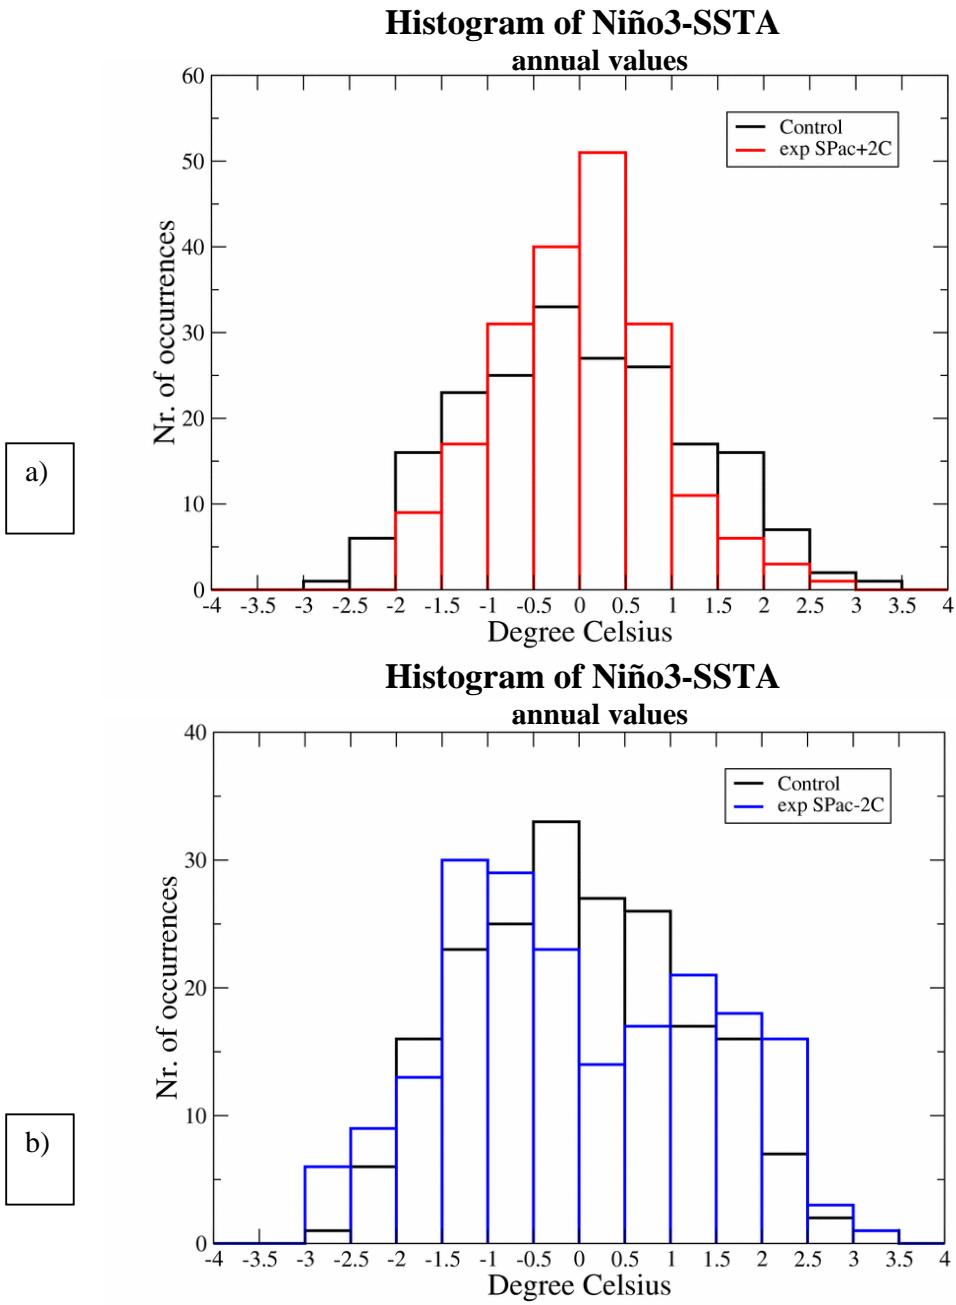 Histogram of Niño3-SSTA
annual values
60
50
40
30
20
10
0
Nr. of occurrences
Control
exp SPac+2C
a)
-4 -3.5 -3 -2.5 -2 -1.5 -1 -0.5 0 0.5 1 1.5 2 2.5 3 3.5 4
Degree Celsius
Histogram of Niño3-SSTA
annual values
40
30
20
10
0
Nr. of occurrences
Control
exp SPac-2C
b)
-4 -3.5 -3 -2.5 -2 -1.5 -1 -0.5 0 0.5 1 1.5 2 2.5 3 3.5 4
Degree Celsius